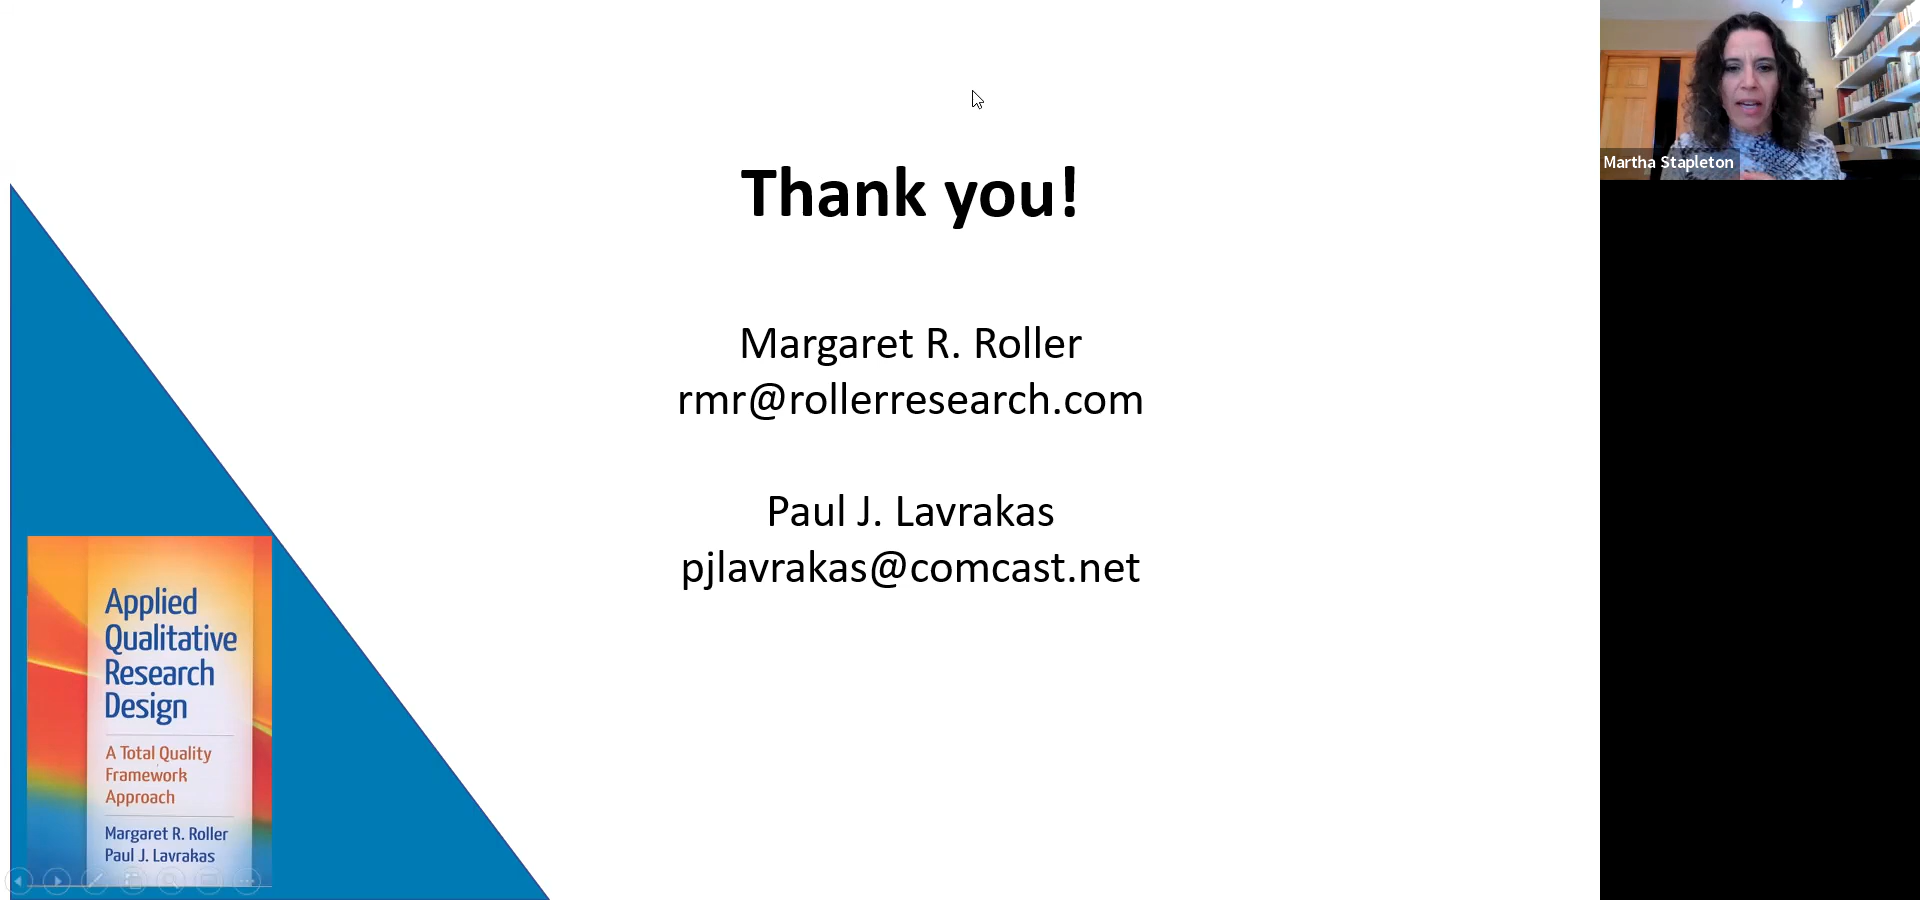 Thank you!
Margaret R. Roller
rmr@rollerresearch.com
Paul J. Lavrakas
pjlavrakas@comcast.net
Applied
Qualitative
Research
Design
A Total Quality
Framework
Approach
Margaret R. Roller
Paul J. Lavrakas
Martha Stapleton